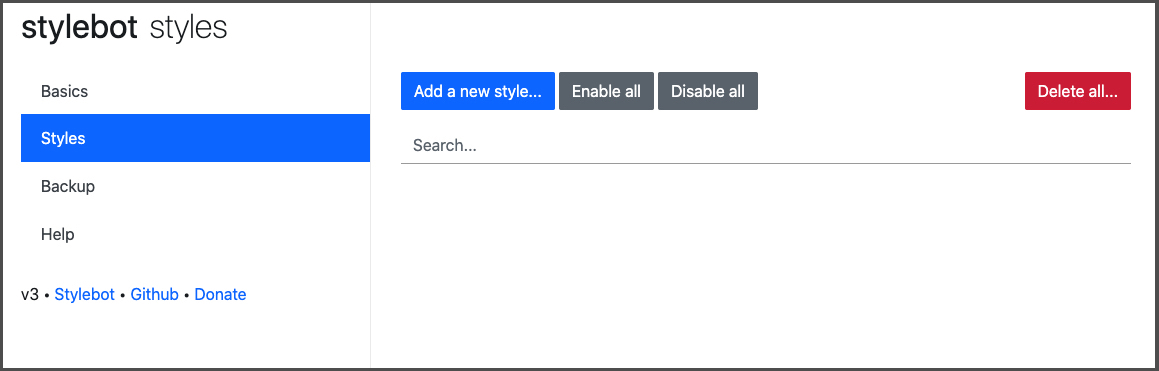 stylebot styles
Basics
Styles
Backup
Help
v3 • Stylebot • Github • Donate
Add a new style... Enable all Disable all Delete all...
Search...